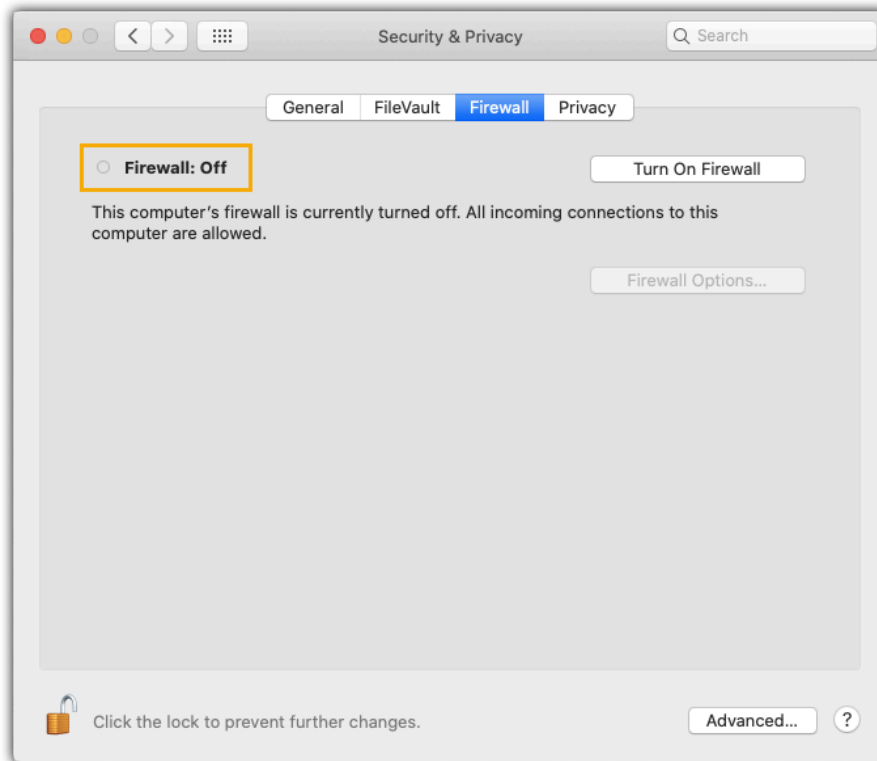 Security & Privacy
Search
General
FileVault
Firewall
Privacy
Firewall: Off
Turn On Firewall
This computer's firewall is currently turned off. All incoming connections to this
computer are allowed.
Firewall Options...
Click the lock to prevent further changes.
Advanced...
?